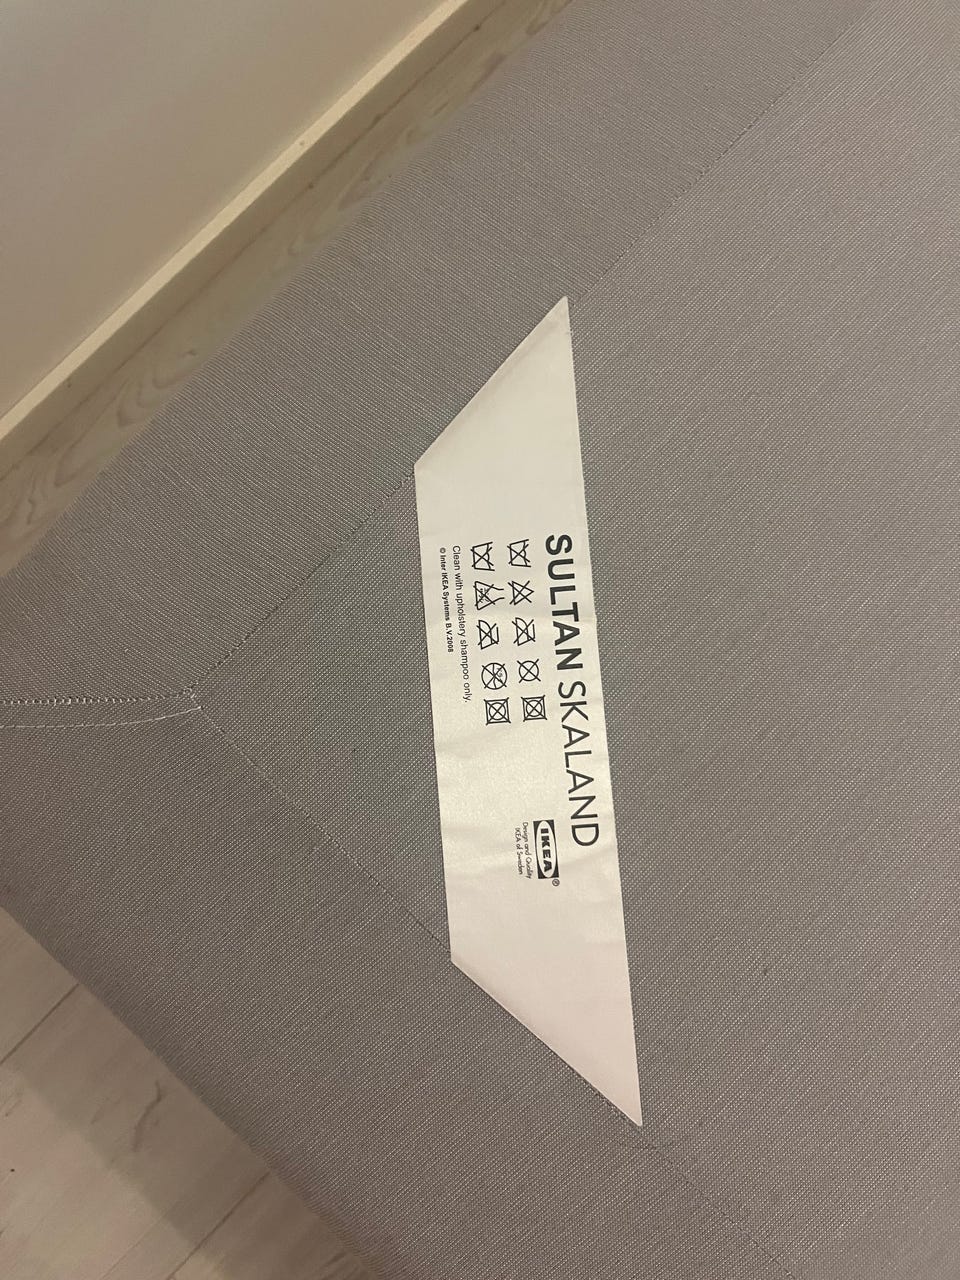 SULTAN SKALAND
Clean with upholstery shampoo only.
© Inter IKEA Systems B.V.2008
IKEA®
Design and Quality
IKEA of Sweden